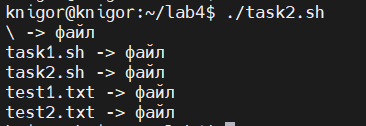 knigor@knigor:~/lab4$ ./task2.sh
\ -> файл
task1.sh -> файл
task2.sh -> файл
test1.txt -> файл
test2.txt -> файл